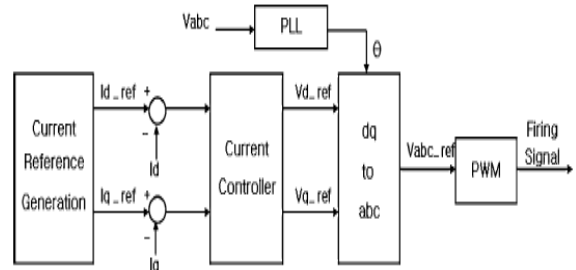 Vabc
PLL
θ
Id_ref
+
−
Id
Current
Reference
Generation
Iq_ref
+
−
Iq
Current
Controller
Vd_ref
Vq_ref
dq
to
abc
Vabc_ref
PWM
Firing
Signal